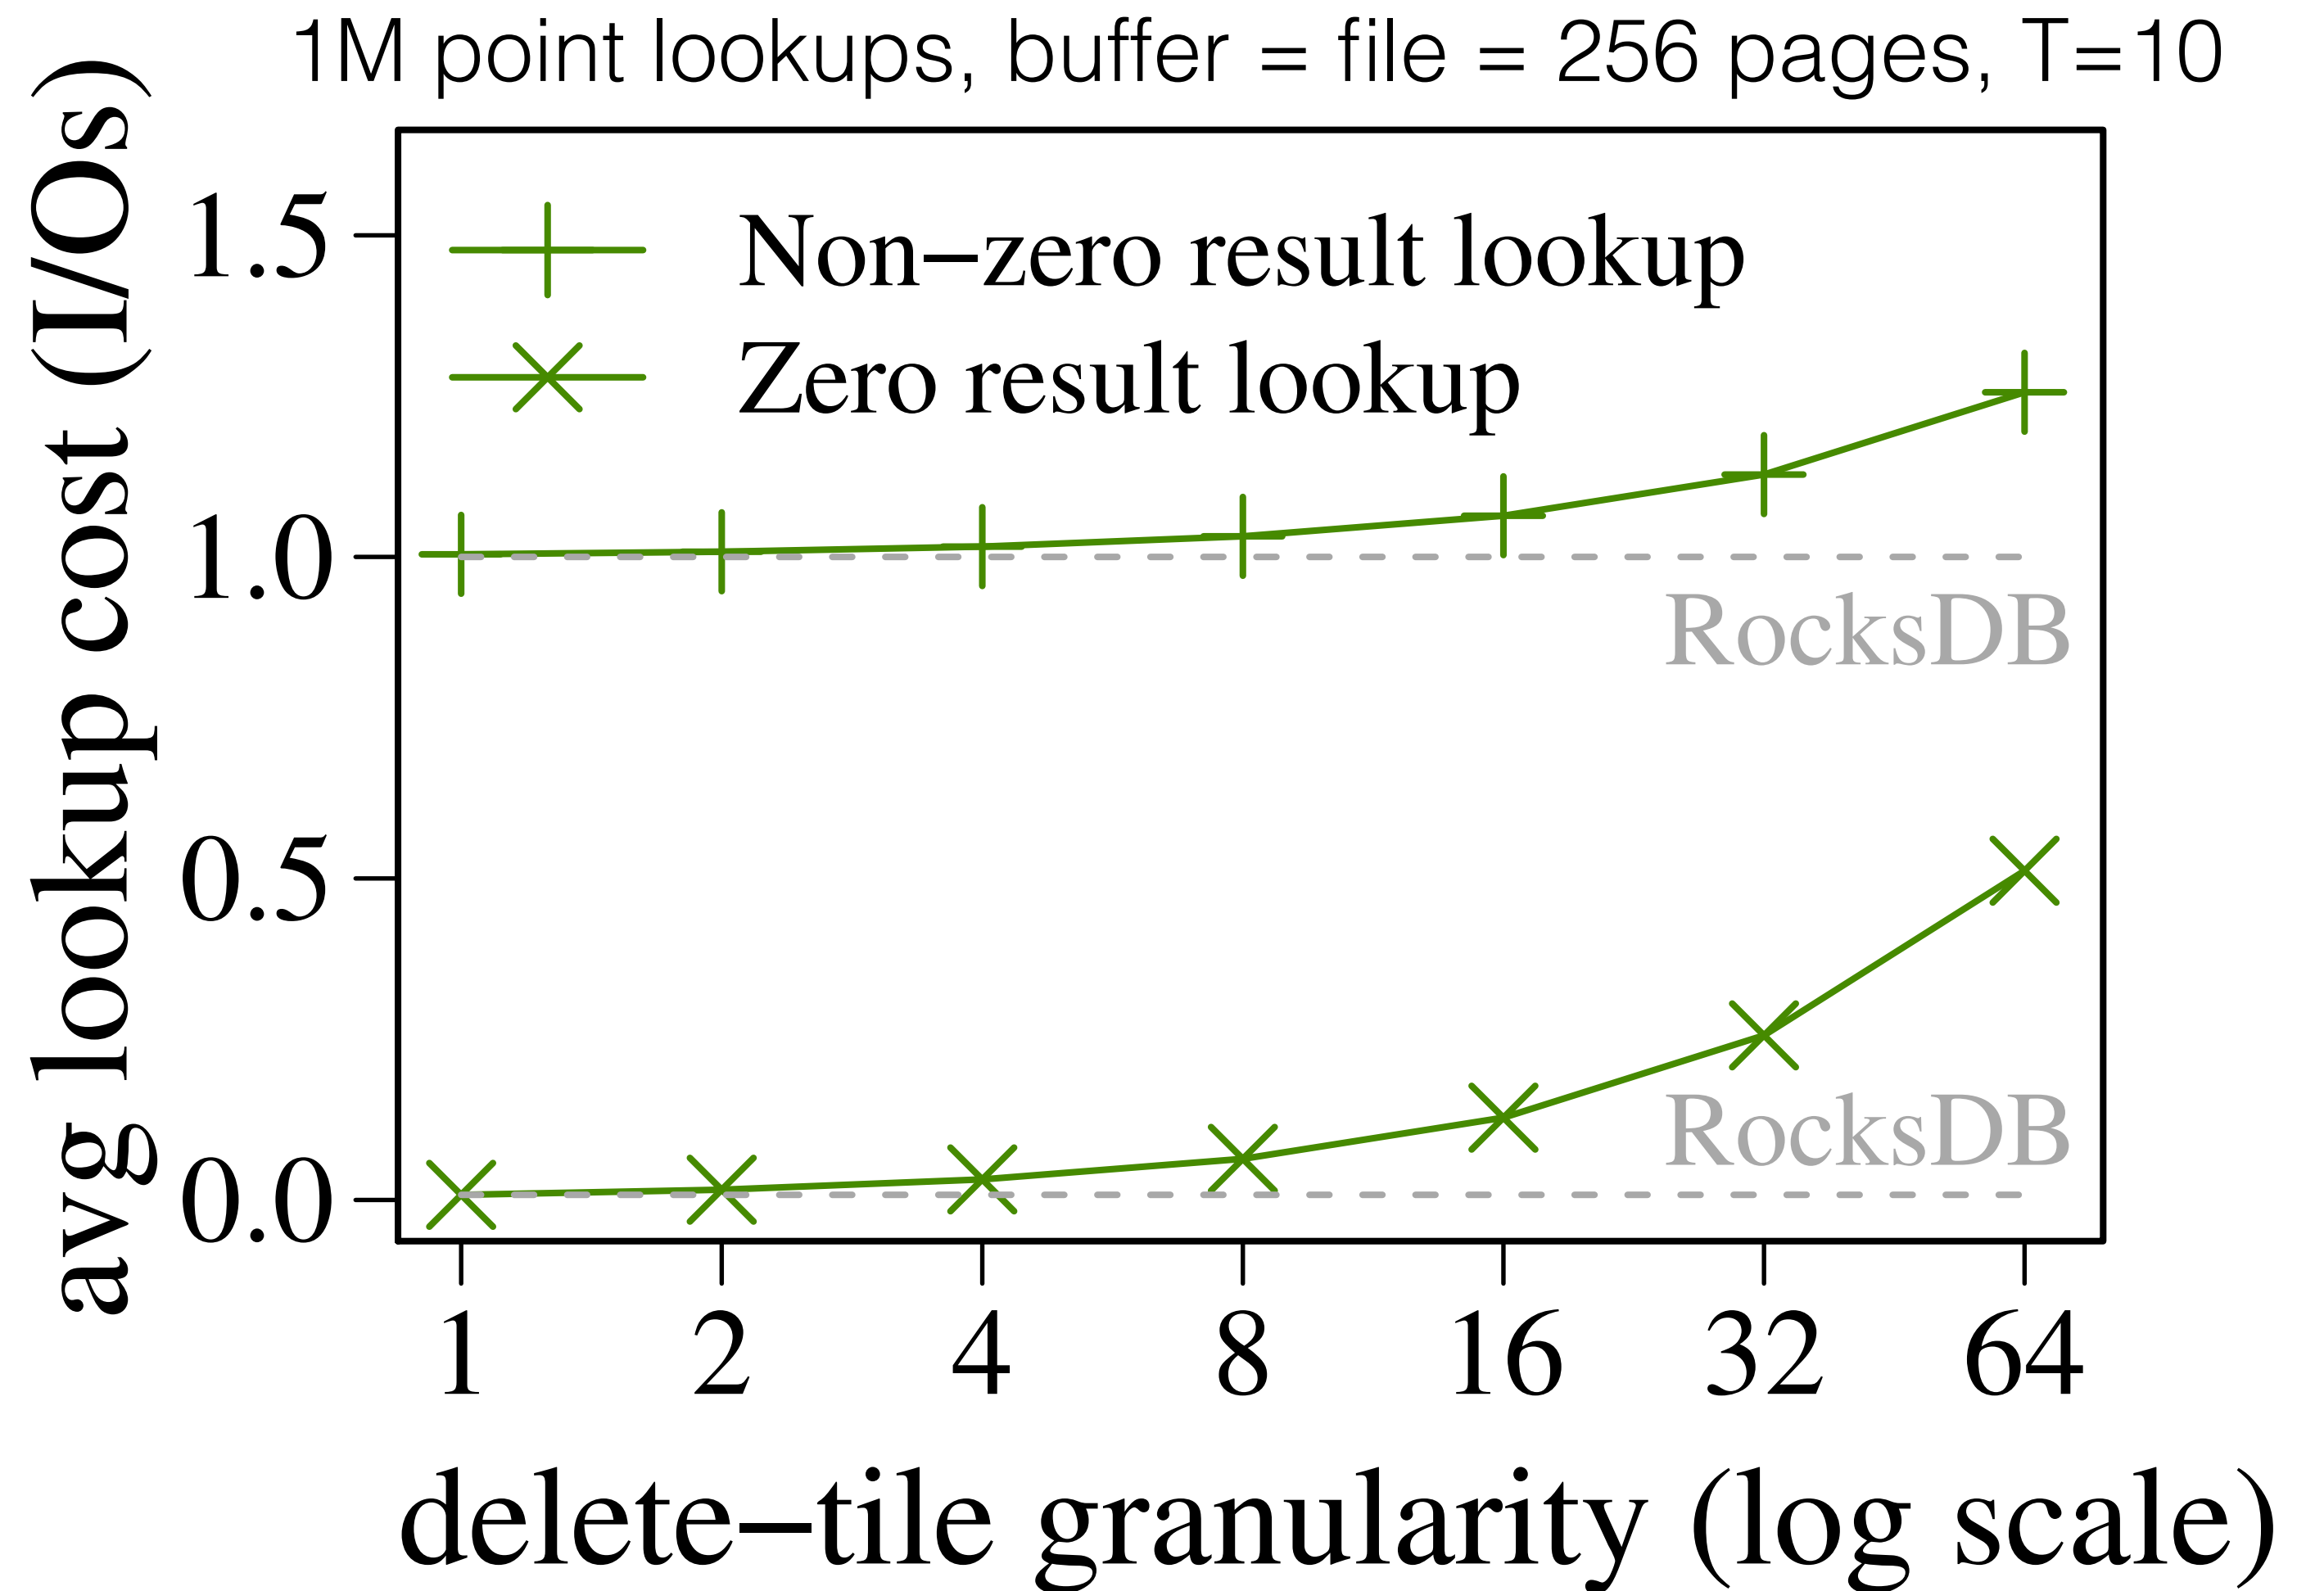 1M point lookups, buffer = file = 256 pages, T=10
avg lookup cost (I/Os)
1.5
1.0
0.5
0.0
Non−zero result lookup
Zero result lookup
RocksDB
RocksDB
1 2 4 8 16 32 64
delete−tile granularity (log scale)